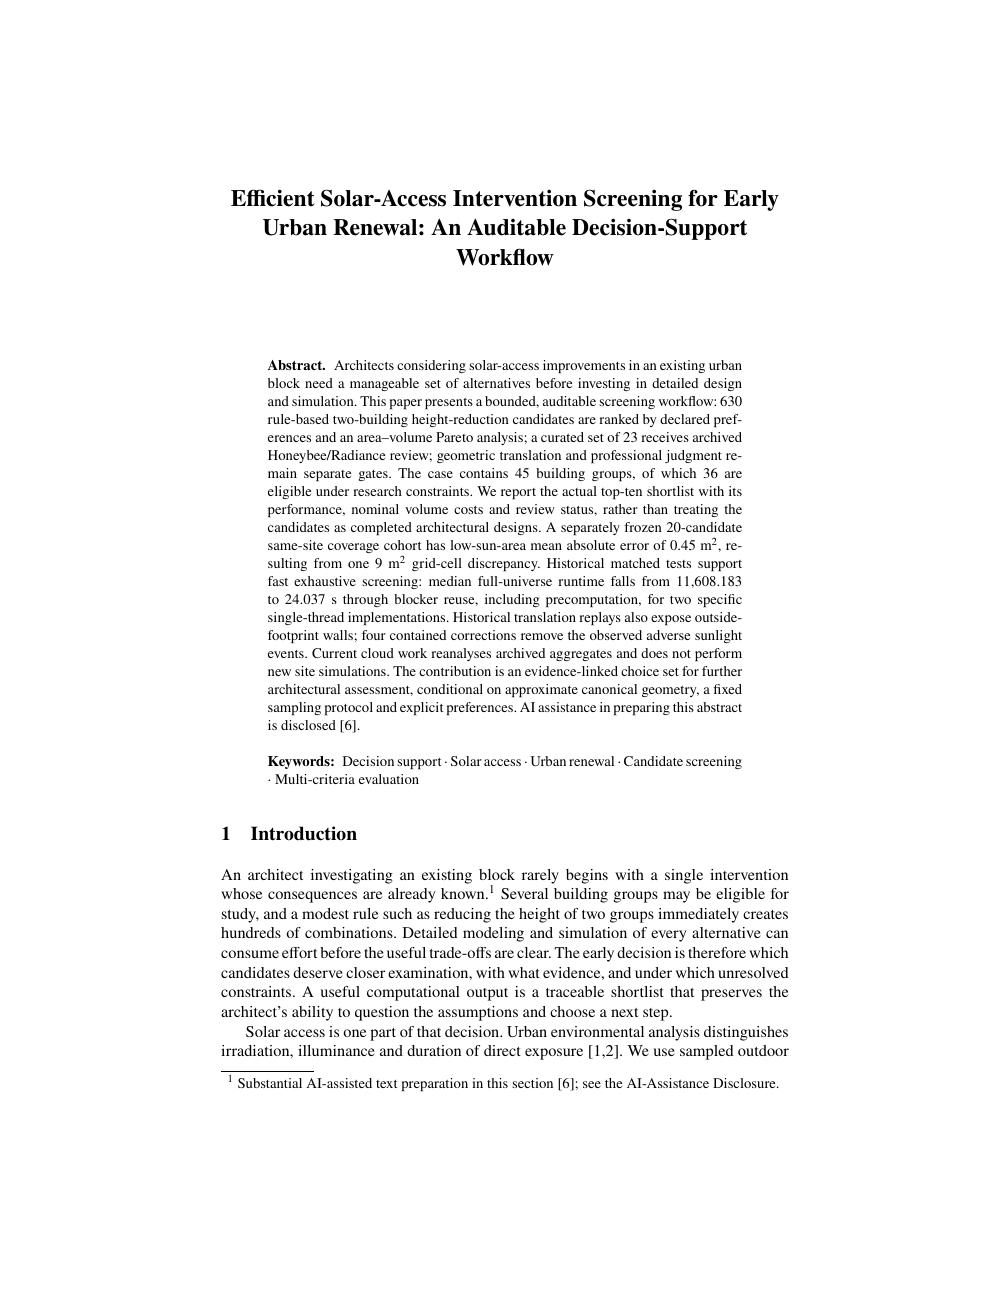 Efficient Solar-Access Intervention Screening for Early
Urban Renewal: An Auditable Decision-Support
Workflow
Abstract. Architects considering solar-access improvements in an existing urban
block need a manageable set of alternatives before investing in detailed design
and simulation. This paper presents a bounded, auditable screening workflow: 630
rule-based two-building height-reduction candidates are ranked by declared pref-
erences and an area–volume Pareto analysis; a curated set of 23 receives archived
Honeybee/Radiance review; geometric translation and professional judgment re-
main separate gates. The case contains 45 building groups, of which 36 are
eligible under research constraints. We report the actual top-ten shortlist with its
performance, nominal volume costs and review status, rather than treating the
candidates as completed architectural designs. A separately frozen 20-candidate
same-site coverage cohort has low-sun-area mean absolute error of 0.45 m², re-
sulting from one 9 m² grid-cell discrepancy. Historical matched tests support
fast exhaustive screening: median full-universe runtime falls from 11,608.183
to 24.037 s through blocker reuse, including precomputation, for two specific
single-thread implementations. Historical translation replays also expose outside-
footprint walls; four contained corrections remove the observed adverse sunlight
events. Current cloud work reanalyses archived aggregates and does not perform
new site simulations. The contribution is an evidence-linked choice set for further
architectural assessment, conditional on approximate canonical geometry, a fixed
sampling protocol and explicit preferences. AI assistance in preparing this abstract
is disclosed [6].
Keywords: Decision support · Solar access · Urban renewal · Candidate screening
· Multi-criteria evaluation
1 Introduction
An architect investigating an existing block rarely begins with a single intervention
whose consequences are already known.¹ Several building groups may be eligible for
study, and a modest rule such as reducing the height of two groups immediately creates
hundreds of combinations. Detailed modeling and simulation of every alternative can
consume effort before the useful trade-offs are clear. The early decision is therefore which
candidates deserve closer examination, with what evidence, and under which unresolved
constraints. A useful computational output is a traceable shortlist that preserves the
architect's ability to question the assumptions and choose a next step.
Solar access is one part of that decision. Urban environmental analysis distinguishes
irradiation, illuminance and duration of direct exposure [1,2]. We use sampled outdoor
¹ Substantial AI-assisted text preparation in this section [6]; see the AI-Assistance Disclosure.